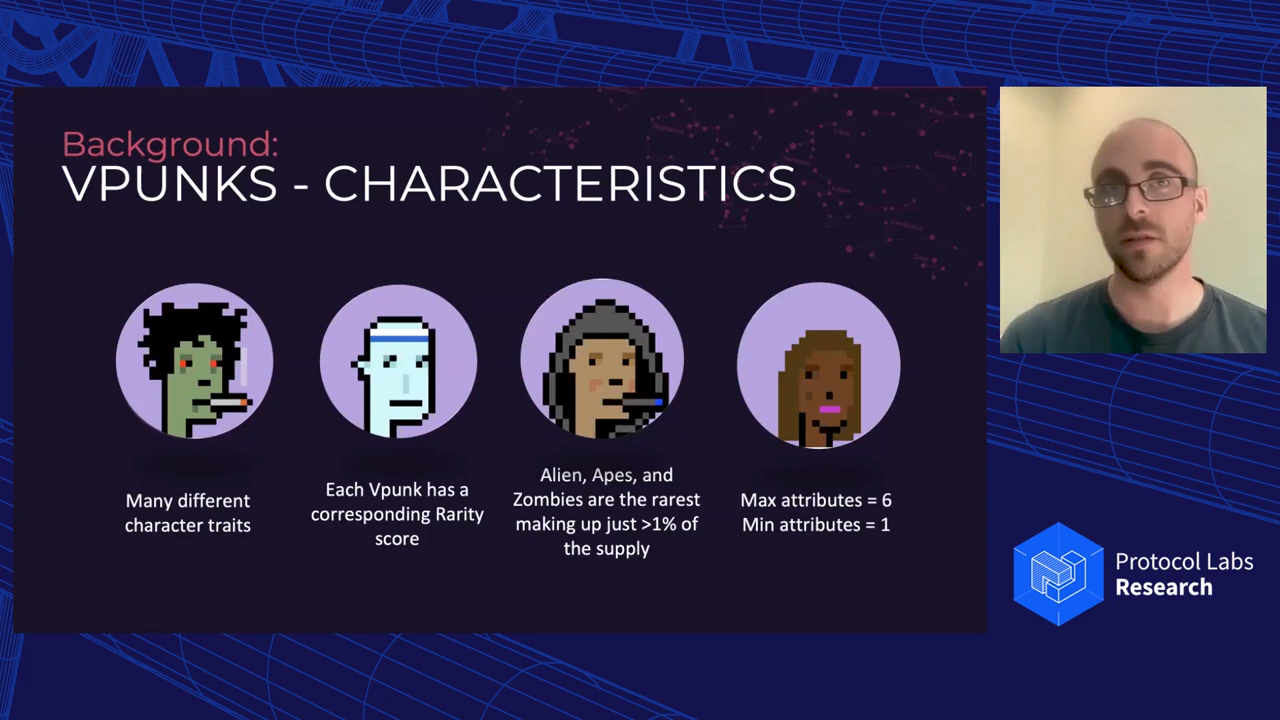 Background:
VPUNKS - CHARACTERISTICS
Many different
character traits
Each Vpunk has a
corresponding Rarity
score
Alien, Apes, and
Zombies are the rarest
making up just >1% of
the supply
Max attributes = 6
Min attributes = 1
Protocol Labs
Research